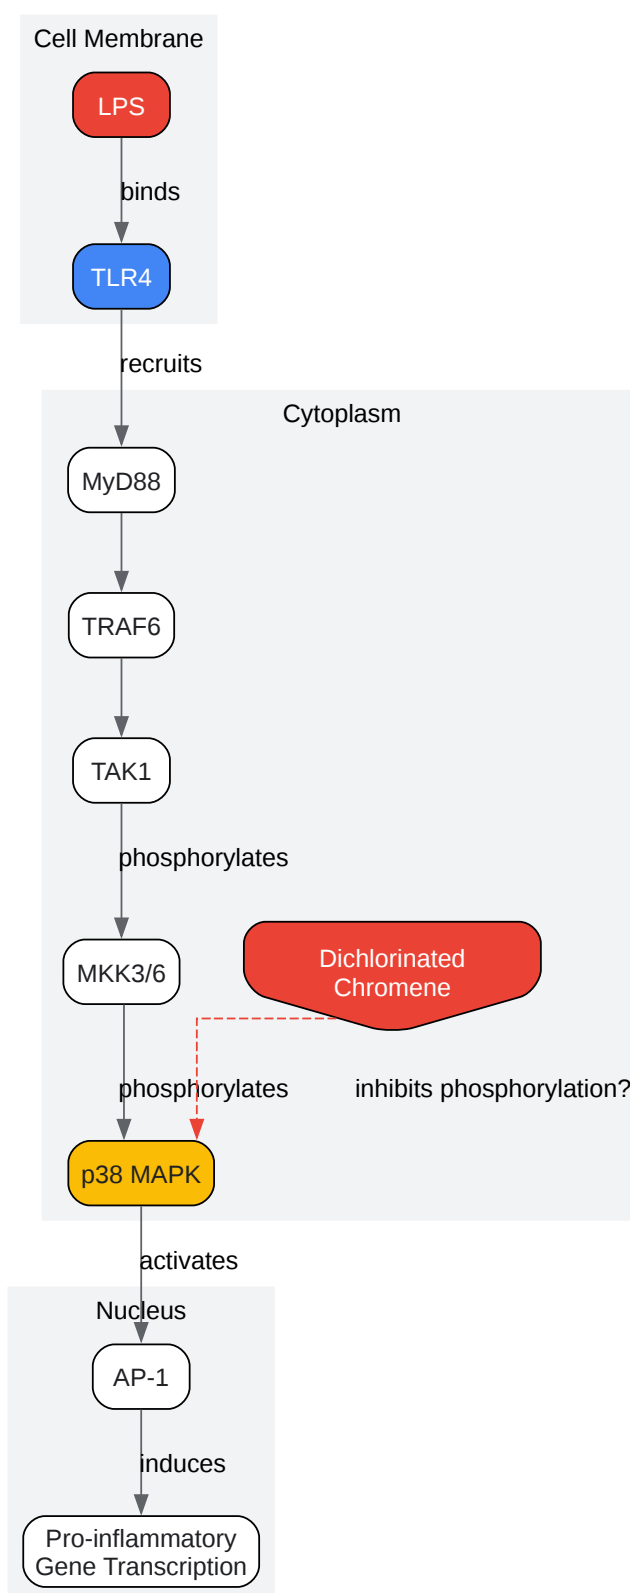 Cell Membrane
LPS
binds
TLR4
recruits
Cytoplasm
MyD88
TRAF6
TAK1
phosphorylates
MKK3/6
Dichlorinated
Chromene
phosphorylates
inhibits phosphorylation?
p38 MAPK
activates
Nucleus
AP-1
induces
Pro-inflammatory
Gene Transcription